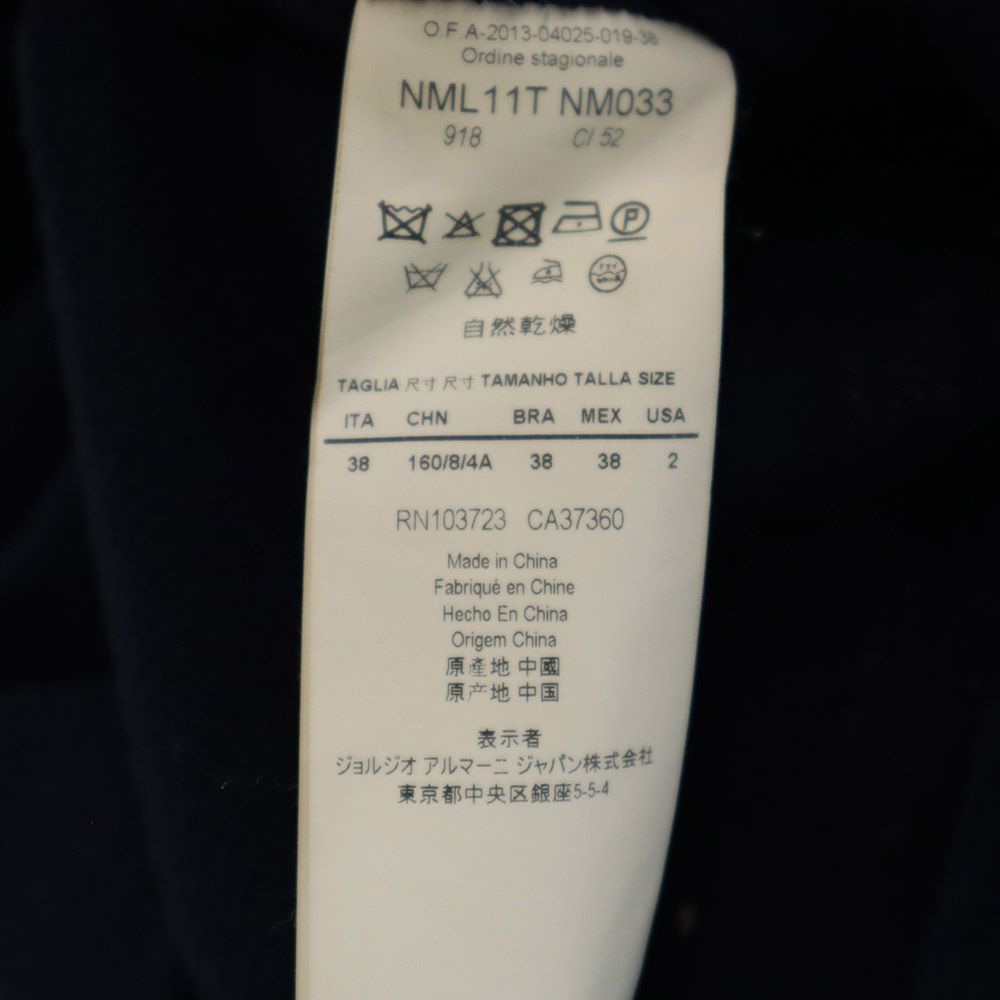 O.F.A-2013-04025-019-38
Ordine stagionale
NML11T NM033
918 C/ 52
P
自然乾燥
TAGLIA 尺寸 尺寸 TAMANHO TALLA SIZE
ITA CHN BRA MEX USA
38 160/8/4A 38 38 2
RN103723 CA37360
Made in China
Fabriqué en Chine
Hecho En China
Origem China
原產地 中國
原产地 中国
表示者
ジョルジオ アルマーニ ジャパン株式会社
東京都中央区銀座5-5-4